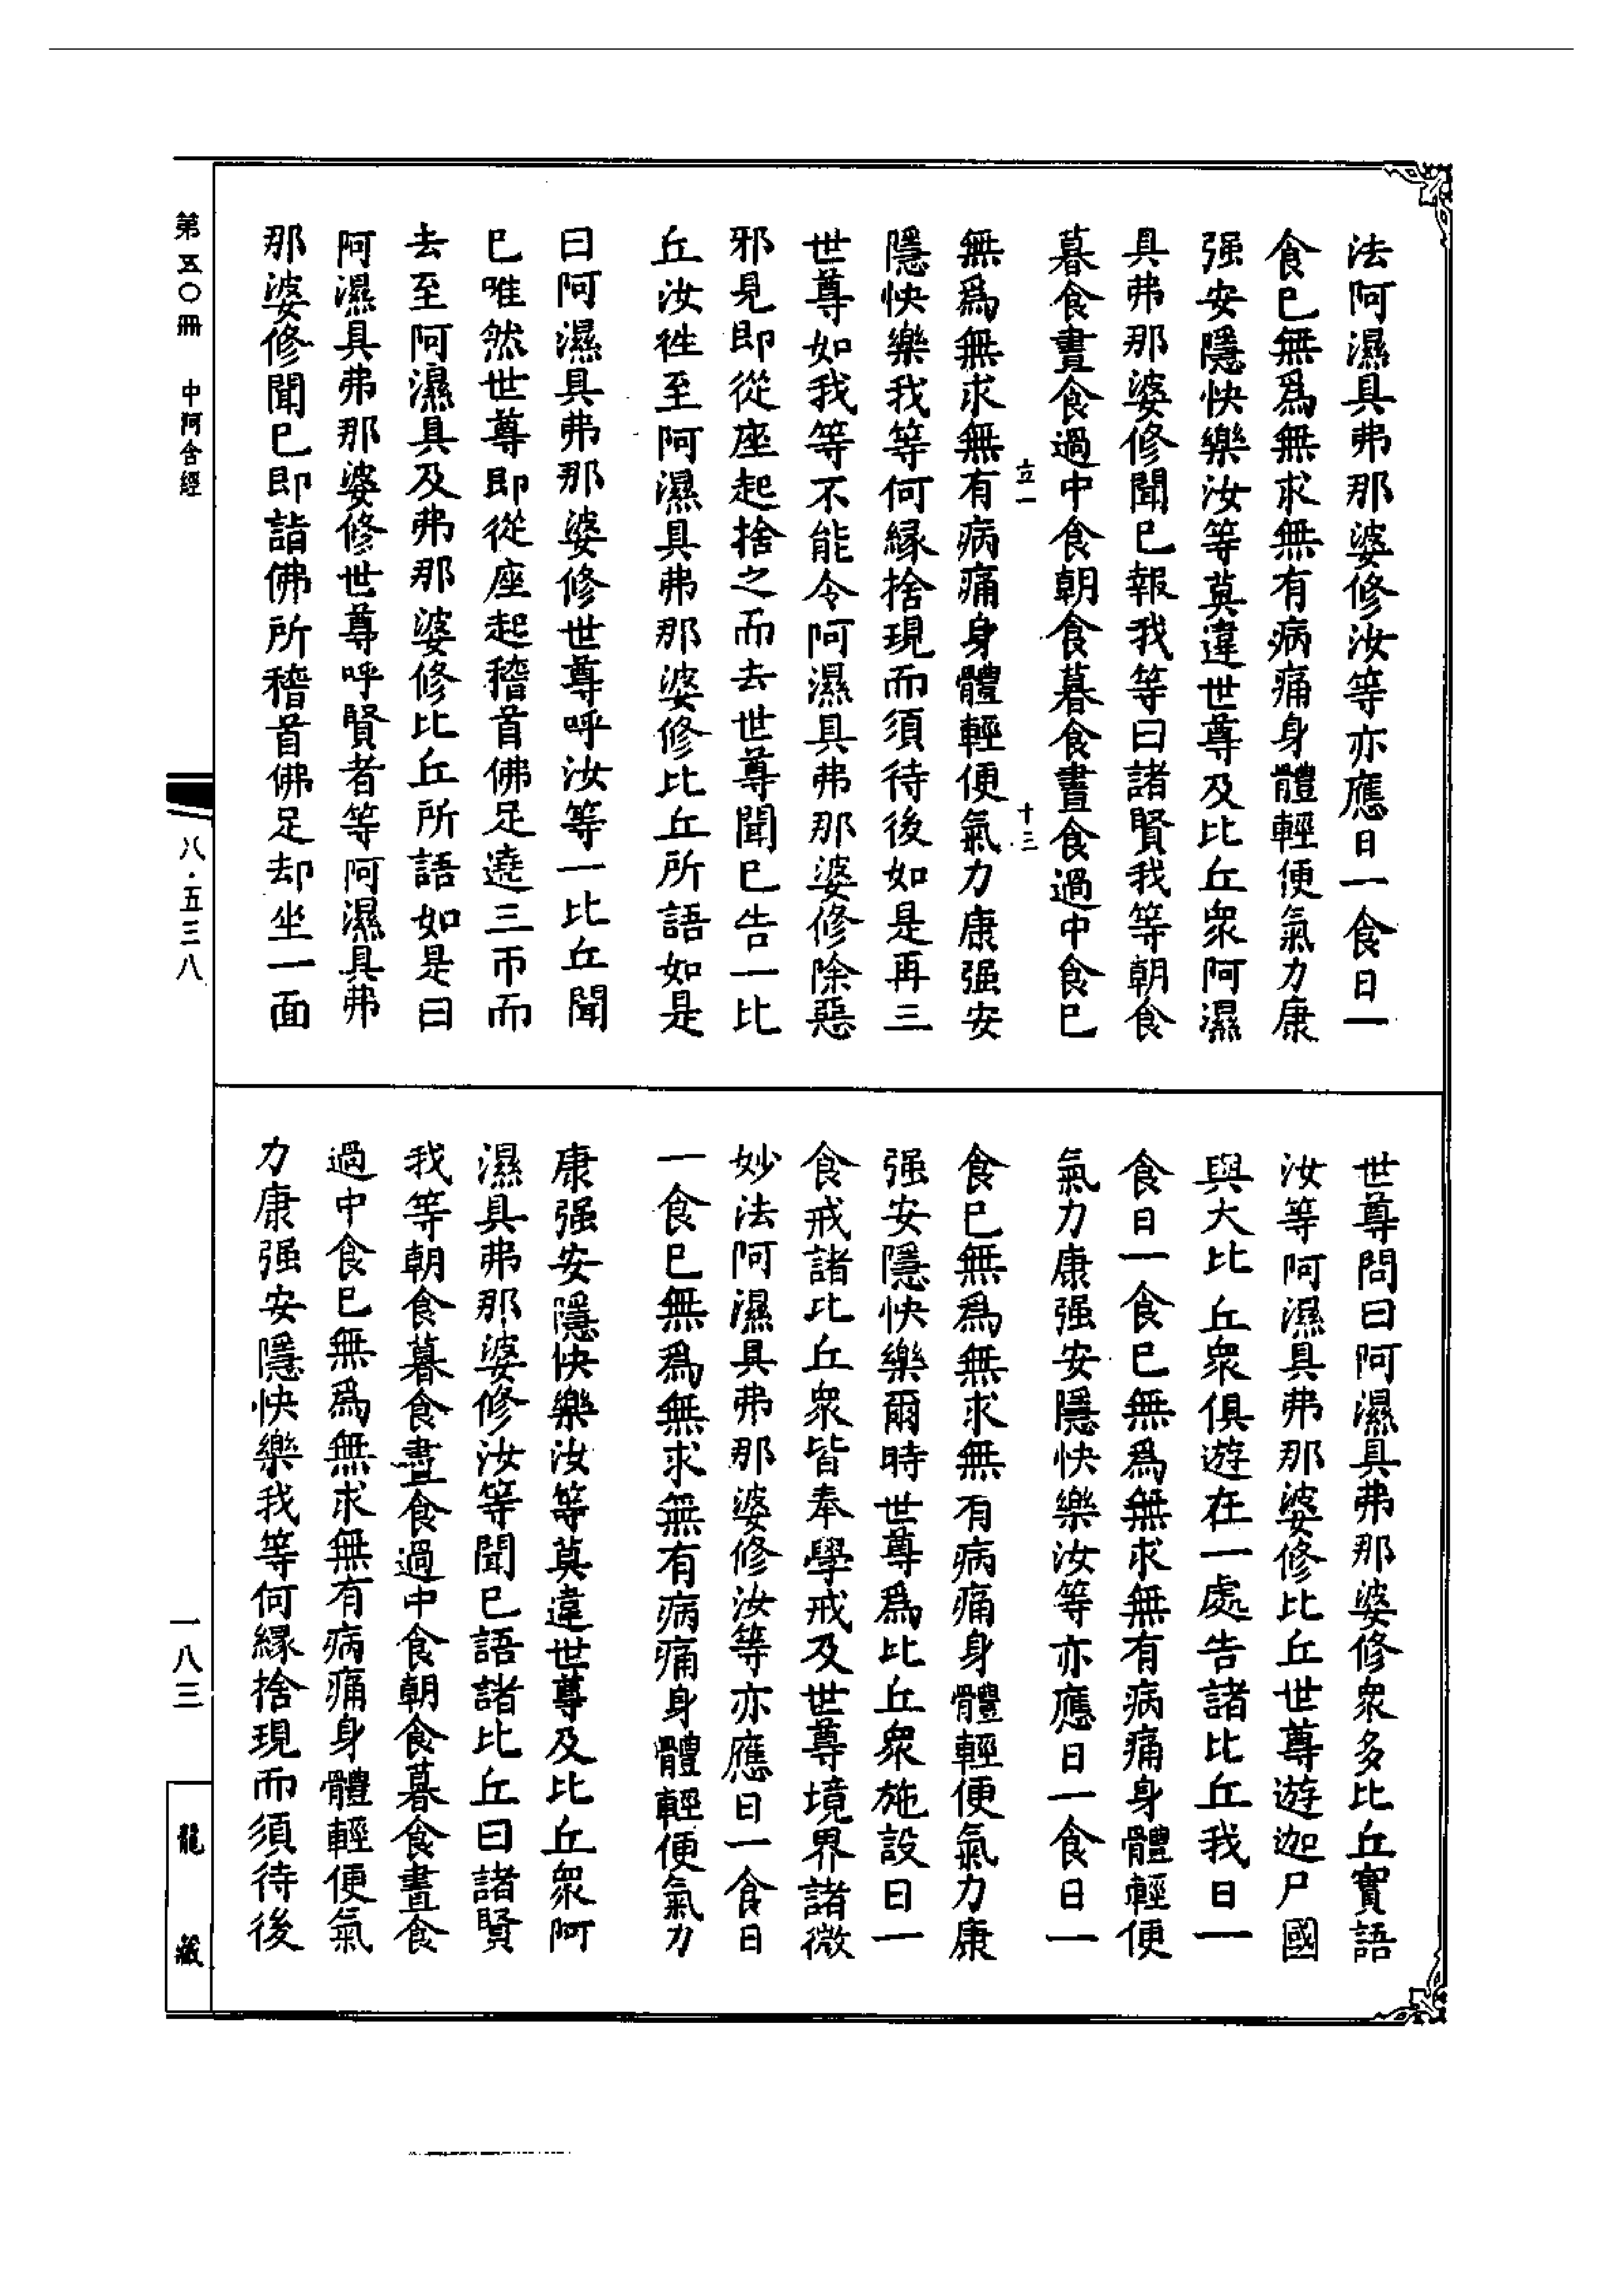 法阿濕具弗那婆修汝等亦應日一食日一
食已無爲無求無有病痛身體輕便氣力康
强安隱快樂汝等莫違世尊及比丘衆阿濕
具弗那婆修聞已報我等曰諸賢我等朝食
暮食晝食過中食朝食暮食晝食過中食已
立一 十三
無爲無求無有病痛身體輕便氣力康强安
隱快樂我等何緣捨現而須待後如是再三
世尊如我等不能令阿濕具弗那婆修除惡
邪見即從座起捨之而去世尊聞已告一比
丘汝徃至阿濕具弗那婆修比丘所語如是
曰阿濕具弗那婆修世尊呼汝等一比丘聞
已唯然世尊即從座起稽首佛足遶三帀而
去至阿濕具及弗那婆修比丘所語如是曰
阿濕具弗那婆修世尊呼賢者等阿濕具弗
那婆修聞已即詣佛所稽首佛足却坐一面
世尊問曰阿濕具弗那婆修衆多比丘實語
汝等阿濕具弗那婆修比丘世尊遊迦尸國
與大比丘衆俱遊在一處告諸比丘我日一
食日一食已無爲無求無有病痛身體輕便
氣力康强安隱快樂汝等亦應日一食日一
食已無爲無求無有病痛身體輕便氣力康
强安隱快樂爾時世尊爲比丘衆施設日一
食戒諸比丘衆皆奉學戒及世尊境界諸微
妙法阿濕具弗那婆修汝等亦應日一食日
一食已無爲無求無有病痛身體輕便氣力
康强安隱快樂汝等莫違世尊及比丘衆阿
濕具弗那婆修汝等聞已語諸比丘曰諸賢
我等朝食暮食晝食過中食朝食暮食晝食
過中食已無爲無求無有病痛身體輕便氣
力康强安隱快樂我等何緣捨現而須待後
第五〇冊 中阿含經
八·五三八
一八三
龍藏